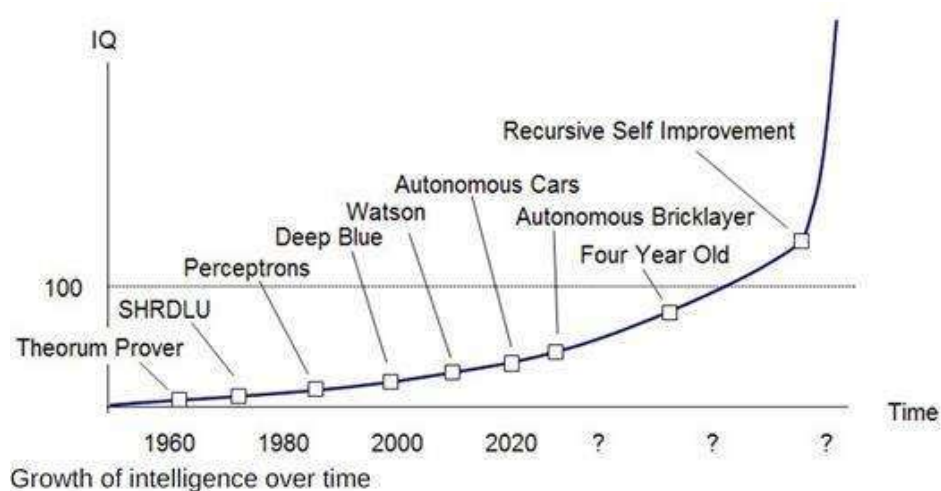 IQ
Recursive Self Improvement
Autonomous Cars
Watson
Autonomous Bricklayer
Deep Blue
Four Year Old
Perceptrons
100
SHRDLU
Theorum Prover
Time
1960 1980 2000 2020 ? ? ?
Growth of intelligence over time